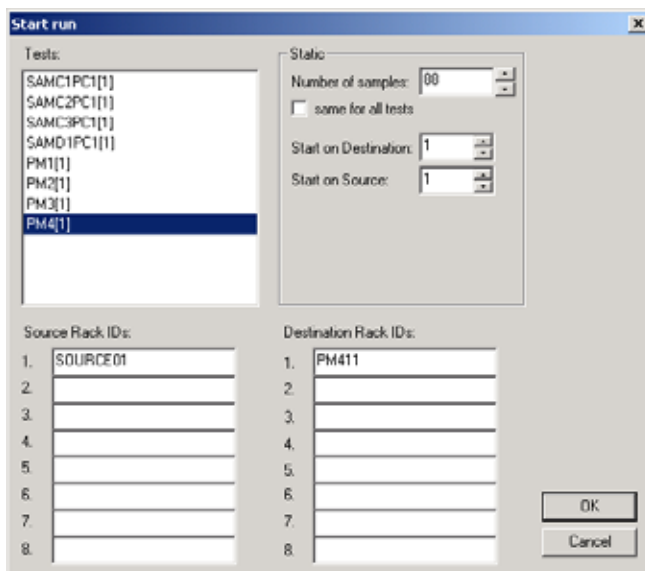 Start run
Tests:
SAMC1PC1[1]
SAMC2PC1[1]
SAMC3PC1[1]
SAMD1PC1[1]
PM1[1]
PM2[1]
PM3[1]
PM4[1]
Static
Number of samples:
same for all tests
Start on Destination: 1
Start on Source: 1
Source Rack IDs:
1. SOURCE01
2.
3.
4.
5.
6.
7.
8.
Destination Rack IDs:
1. PM411
2.
3.
4.
5.
6.
7.
8.
OK
Cancel